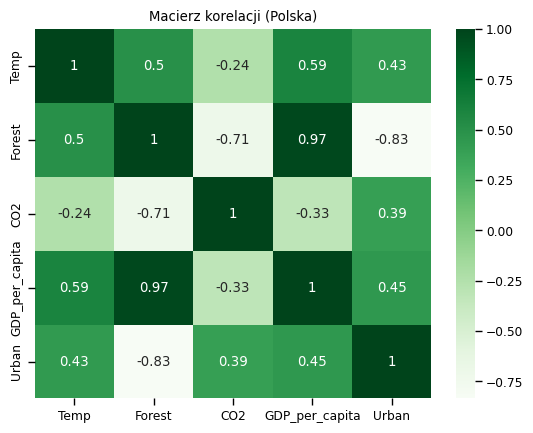 Macierz korelacji (Polska)
Temp 1 0.5 -0.24 0.59 0.43
Forest 0.5 1 -0.71 0.97 -0.83
CO2 -0.24 -0.71 1 -0.33 0.39
GDP_per_capita 0.59 0.97 -0.33 1 0.45
Urban 0.43 -0.83 0.39 0.45 1
Temp Forest CO2 GDP_per_capita Urban
1.00
0.75
0.50
0.25
0.00
−0.25
−0.50
−0.75